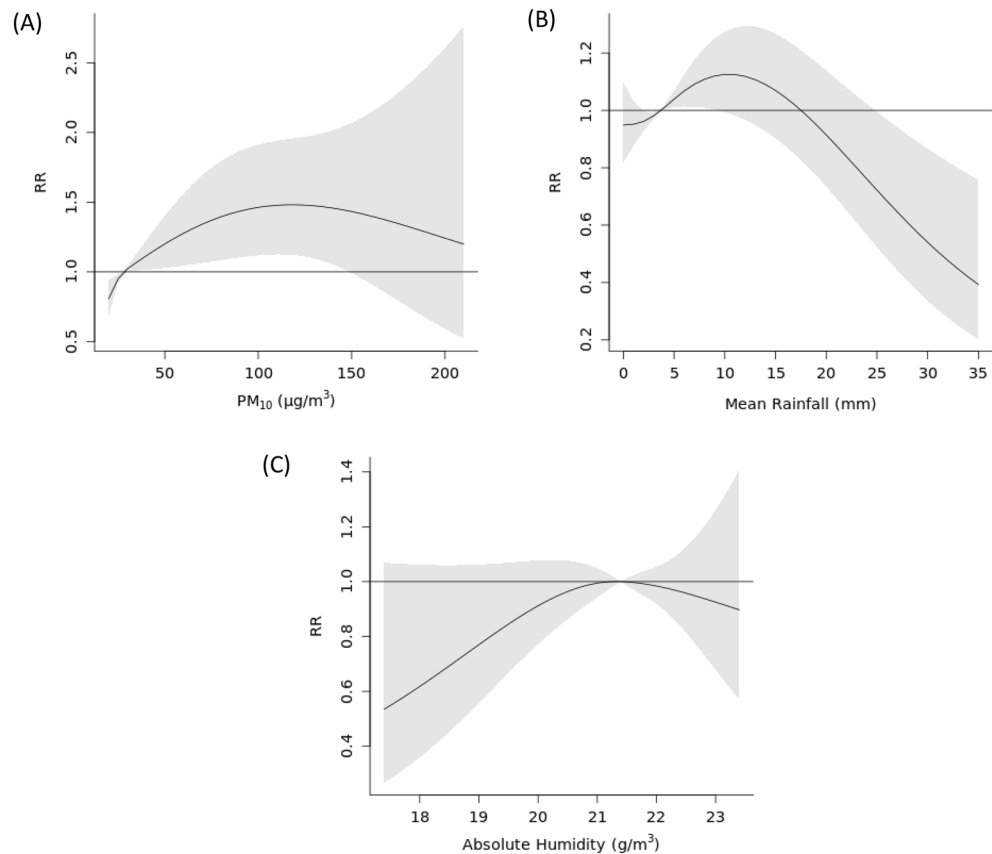 (A)
RR
2.5
2.0
1.5
1.0
0.5
50 100 150 200
PM₁₀ (μg/m³)
(B)
RR
1.2
1.0
0.8
0.6
0.4
0.2
0 5 10 15 20 25 30 35
Mean Rainfall (mm)
(C)
RR
1.4
1.2
1.0
0.8
0.6
0.4
18 19 20 21 22 23
Absolute Humidity (g/m³)